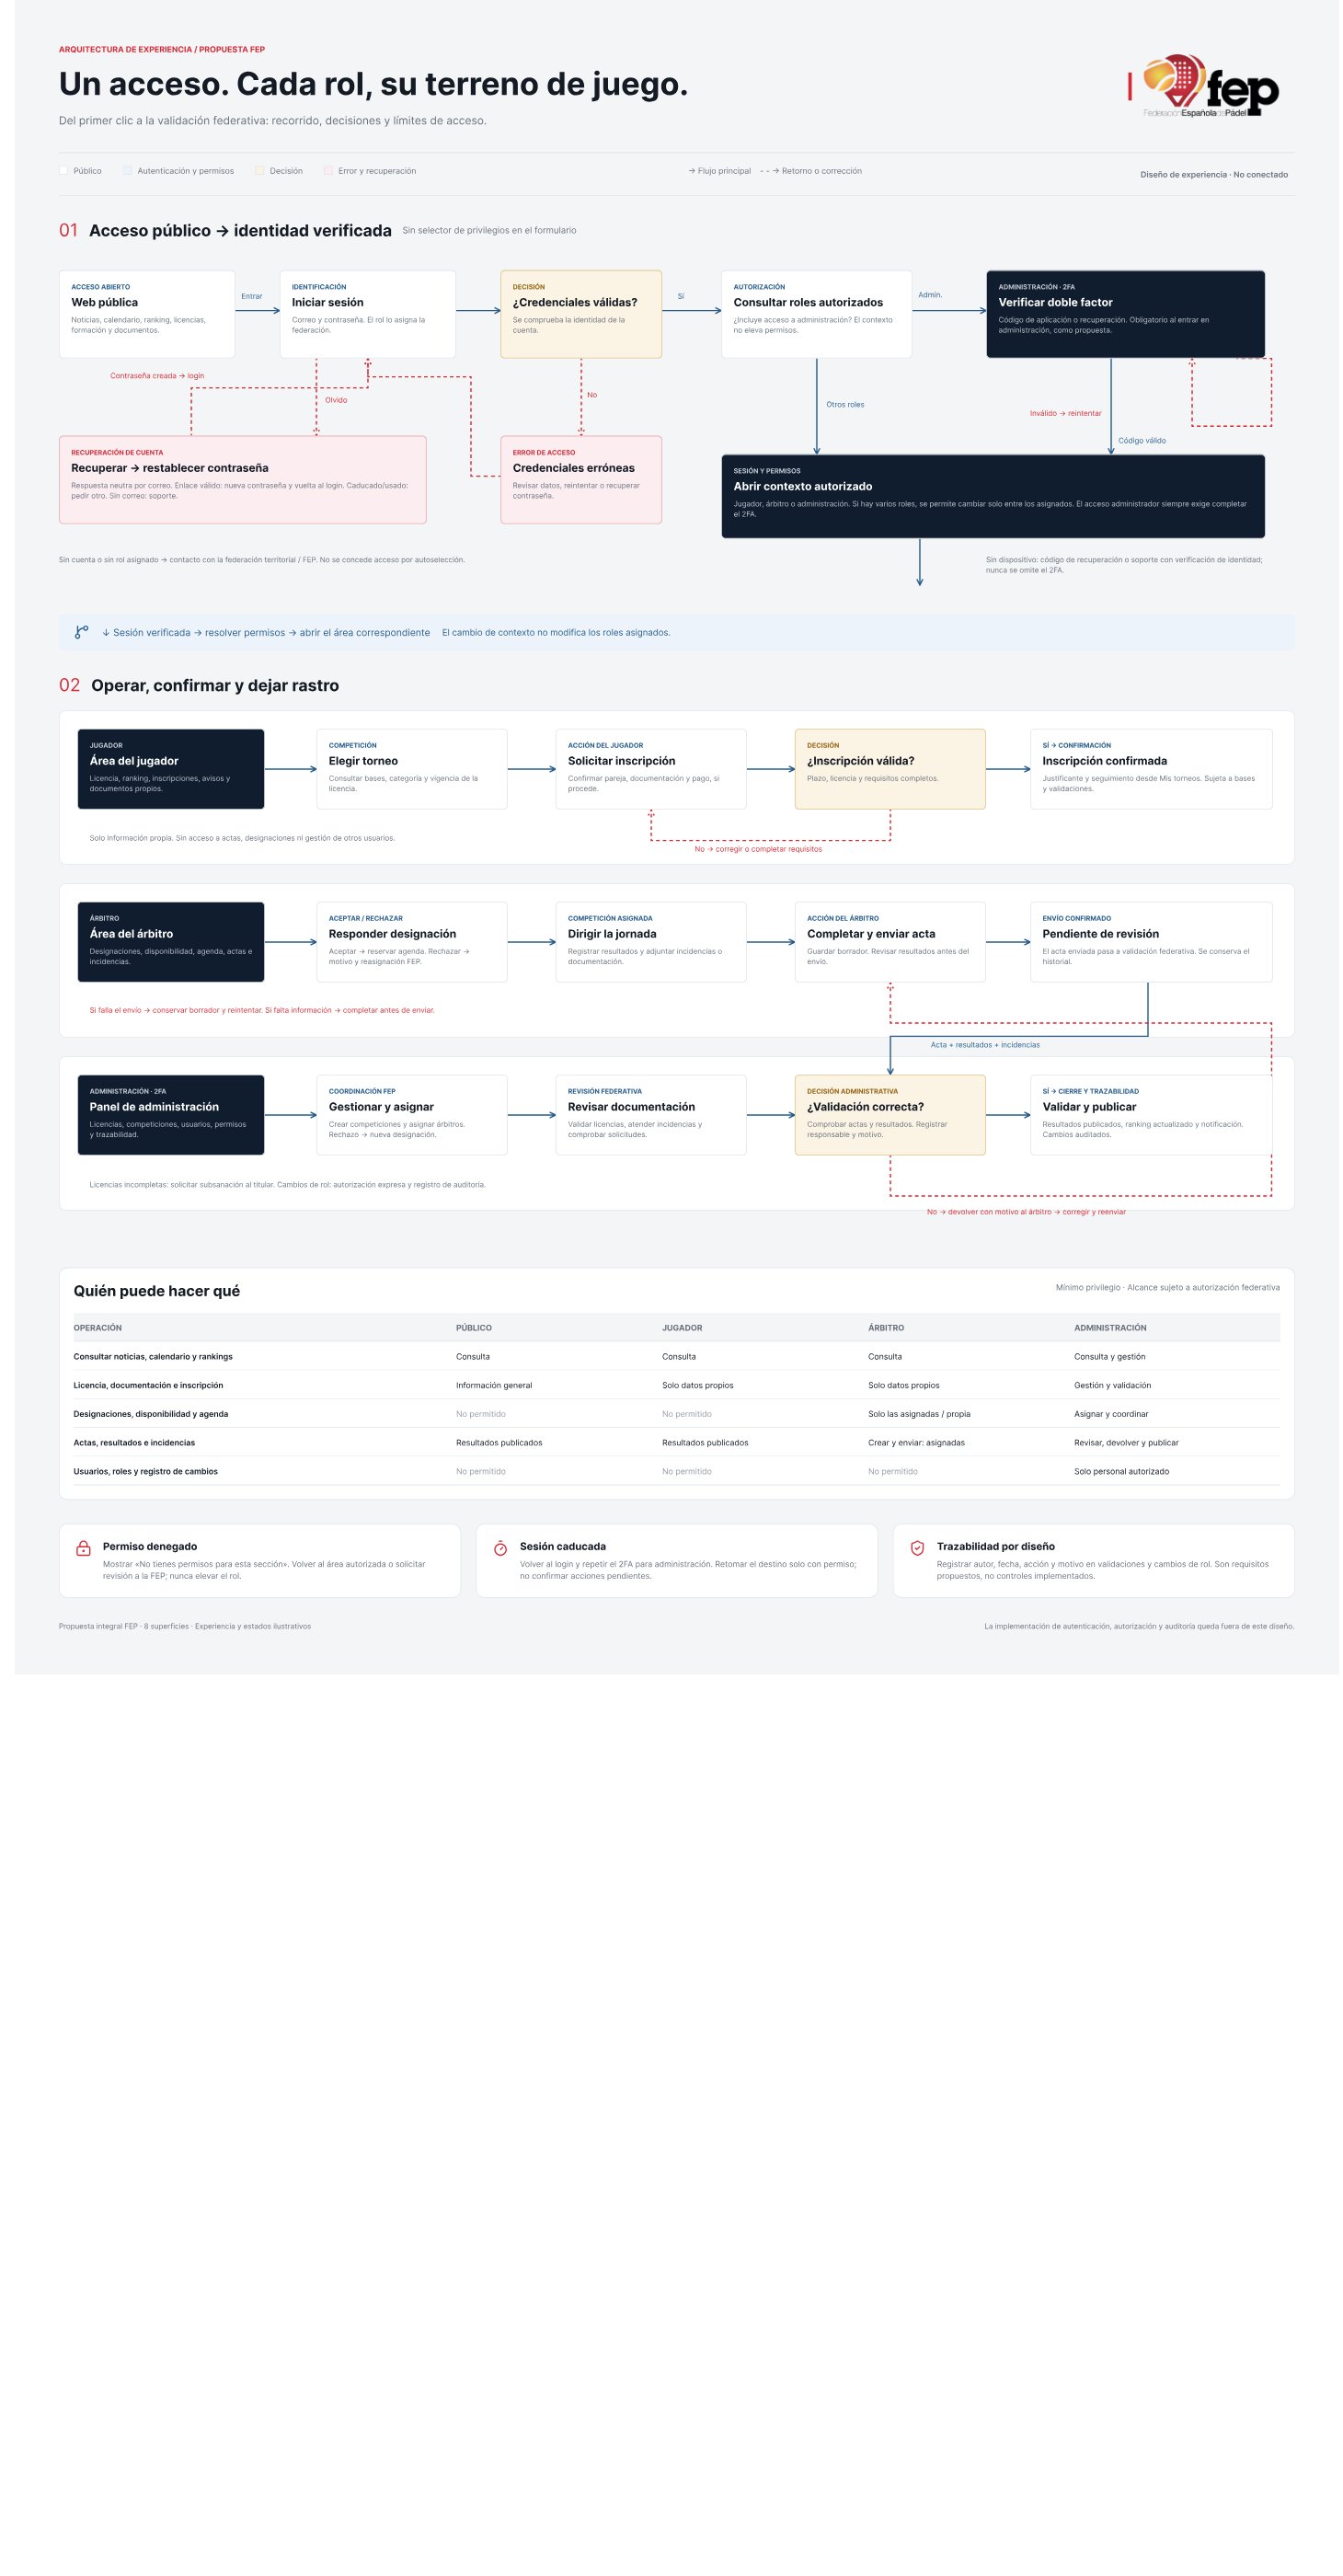 ARQUITECTURA DE EXPERIENCIA / PROPUESTA FEP
Un acceso. Cada rol, su terreno de juego.
Del primer clic a la validación federativa: recorrido, decisiones y límites de acceso.
fep
Federación Española de Pádel
Público
Autenticación y permisos
Decisión
Error y recuperación
→ Flujo principal
- - → Retorno o corrección
Diseño de experiencia · No conectado
01 Acceso público → identidad verificada
Sin selector de privilegios en el formulario
ACCESO ABIERTO
Web pública
Noticias, calendario, ranking, licencias,
formación y documentos.
Entrar
IDENTIFICACIÓN
Iniciar sesión
Correo y contraseña. El rol lo asigna la
federación.
DECISIÓN
¿Credenciales válidas?
Se comprueba la identidad de la
cuenta.
Sí
AUTORIZACIÓN
Consultar roles autorizados
¿Incluye acceso a administración? El contexto
no eleva permisos.
Admin.
ADMINISTRACIÓN · 2FA
Verificar doble factor
Código de aplicación o recuperación. Obligatorio al entrar en
administración, como propuesta.
Contraseña creada → login
Olvido
No
Otros roles
Inválido → reintentar
Código válido
RECUPERACIÓN DE CUENTA
Recuperar → restablecer contraseña
Respuesta neutra por correo. Enlace válido: nueva contraseña y vuelta al login. Caducado/usado:
pedir otro. Sin correo: soporte.
ERROR DE ACCESO
Credenciales erróneas
Revisar datos, reintentar o recuperar
contraseña.
SESIÓN Y PERMISOS
Abrir contexto autorizado
Jugador, árbitro o administración. Si hay varios roles, se permite cambiar solo entre los asignados. El acceso administrador siempre exige completar
el 2FA.
Sin cuenta o sin rol asignado → contacto con la federación territorial / FEP. No se concede acceso por autoselección.
Sin dispositivo: código de recuperación o soporte con verificación de identidad;
nunca se omite el 2FA.
↓ Sesión verificada → resolver permisos → abrir el área correspondiente
El cambio de contexto no modifica los roles asignados.
02 Operar, confirmar y dejar rastro
JUGADOR
Área del jugador
Licencia, ranking, inscripciones, avisos y
documentos propios.
COMPETICIÓN
Elegir torneo
Consultar bases, categoría y vigencia de la
licencia.
ACCIÓN DEL JUGADOR
Solicitar inscripción
Confirmar pareja, documentación y pago, si
procede.
DECISIÓN
¿Inscripción válida?
Plazo, licencia y requisitos completos.
SÍ → CONFIRMACIÓN
Inscripción confirmada
Justificante y seguimiento desde Mis torneos. Sujeta a bases
y validaciones.
Solo información propia. Sin acceso a actas, designaciones ni gestión de otros usuarios.
No → corregir o completar requisitos
ÁRBITRO
Área del árbitro
Designaciones, disponibilidad, agenda, actas e
incidencias.
ACEPTAR / RECHAZAR
Responder designación
Aceptar → reservar agenda. Rechazar →
motivo y reasignación FEP.
COMPETICIÓN ASIGNADA
Dirigir la jornada
Registrar resultados y adjuntar incidencias o
documentación.
ACCIÓN DEL ÁRBITRO
Completar y enviar acta
Guardar borrador. Revisar resultados antes del
envío.
ENVÍO CONFIRMADO
Pendiente de revisión
El acta enviada pasa a validación federativa. Se conserva el
historial.
Si falla el envío → conservar borrador y reintentar. Si falta información → completar antes de enviar.
Acta + resultados + incidencias
ADMINISTRACIÓN · 2FA
Panel de administración
Licencias, competiciones, usuarios, permisos
y trazabilidad.
COORDINACIÓN FEP
Gestionar y asignar
Crear competiciones y asignar árbitros.
Rechazo → nueva designación.
REVISIÓN FEDERATIVA
Revisar documentación
Validar licencias, atender incidencias y
comprobar solicitudes.
DECISIÓN ADMINISTRATIVA
¿Validación correcta?
Comprobar actas y resultados. Registrar
responsable y motivo.
SÍ → CIERRE Y TRAZABILIDAD
Validar y publicar
Resultados publicados, ranking actualizado y notificación.
Cambios auditados.
Licencias incompletas: solicitar subsanación al titular. Cambios de rol: autorización expresa y registro de auditoría.
No → devolver con motivo al árbitro → corregir y reenviar
Quién puede hacer qué
Mínimo privilegio · Alcance sujeto a autorización federativa
OPERACIÓN PÚBLICO JUGADOR ÁRBITRO ADMINISTRACIÓN
Consultar noticias, calendario y rankings Consulta Consulta Consulta Consulta y gestión
Licencia, documentación e inscripción Información general Solo datos propios Solo datos propios Gestión y validación
Designaciones, disponibilidad y agenda No permitido No permitido Solo las asignadas / propia Asignar y coordinar
Actas, resultados e incidencias Resultados publicados Resultados publicados Crear y enviar: asignadas Revisar, devolver y publicar
Usuarios, roles y registro de cambios No permitido No permitido No permitido Solo personal autorizado
Permiso denegado
Mostrar «No tienes permisos para esta sección». Volver al área autorizada o solicitar
revisión a la FEP; nunca elevar el rol.
Sesión caducada
Volver al login y repetir el 2FA para administración. Retomar el destino solo con permiso;
no confirmar acciones pendientes.
Trazabilidad por diseño
Registrar autor, fecha, acción y motivo en validaciones y cambios de rol. Son requisitos
propuestos, no controles implementados.
Propuesta integral FEP · 8 superficies · Experiencia y estados ilustrativos
La implementación de autenticación, autorización y auditoría queda fuera de este diseño.